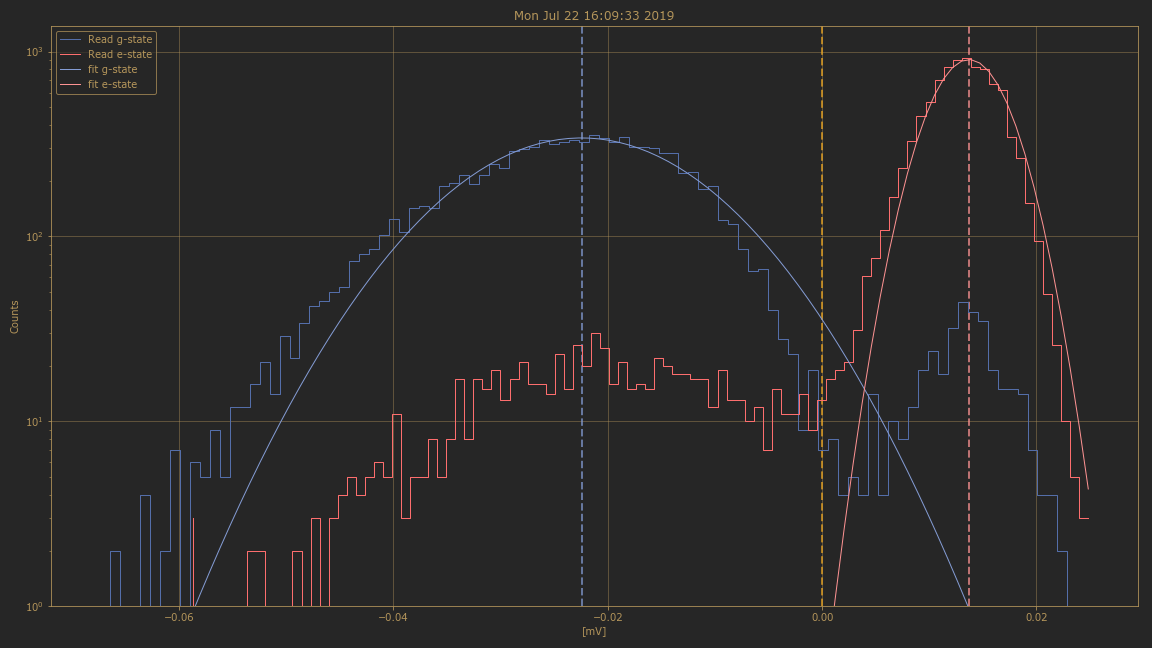 Mon Jul 22 16:09:33 2019
Read g-state
Read e-state
fit g-state
fit e-state
10³
10²
10¹
10⁰
Counts
−0.06 −0.04 −0.02 0.00 0.02
[mV]